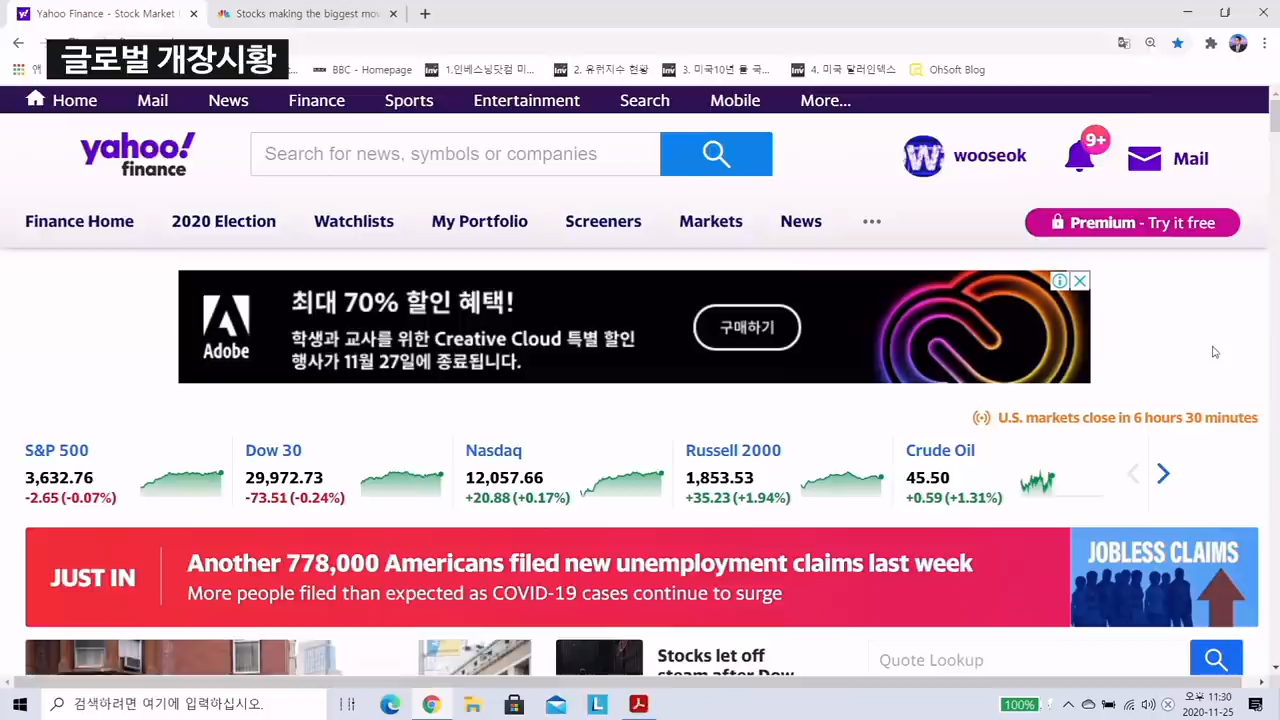 Yahoo Finance - Stock Market
Stocks making the biggest mov
글로벌 개장시황
BBC - Homepage
1.인베스팅닷컴 미...
2. 유럽지수 현황
3. 미국10년 물 국...
4. 미국 달러인덱스
OhSoft Blog
Home
Mail
News
Finance
Sports
Entertainment
Search
Mobile
More...
yahoo!
finance
Search for news, symbols or companies
wooseok
9+
Mail
Finance Home
2020 Election
Watchlists
My Portfolio
Screeners
Markets
News
Premium - Try it free
Adobe
최대 70% 할인 혜택!
학생과 교사를 위한 Creative Cloud 특별 할인
행사가 11월 27일에 종료됩니다.
구매하기
U.S. markets close in 6 hours 30 minutes
S&P 500
3,632.76
-2.65 (-0.07%)
Dow 30
29,972.73
-73.51 (-0.24%)
Nasdaq
12,057.66
+20.88 (+0.17%)
Russell 2000
1,853.53
+35.23 (+1.94%)
Crude Oil
45.50
+0.59 (+1.31%)
JUST IN
Another 778,000 Americans filed new unemployment claims last week
More people filed than expected as COVID-19 cases continue to surge
JOBLESS CLAIMS
Stocks let off
steam after Dow
Quote Lookup
검색하려면 여기에 입력하십시오.
100%
오후 11:30
2020-11-25